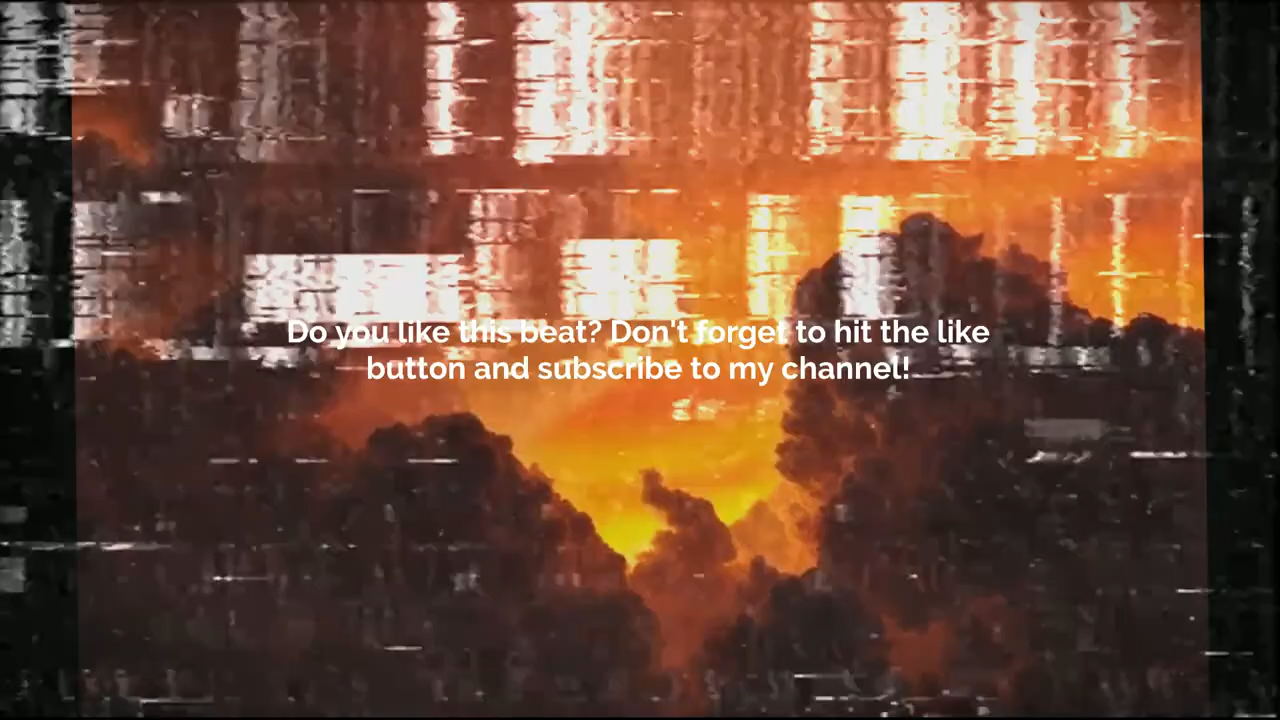 Do you like this beat? Don't forget to hit the like
button and subscribe to my channel!